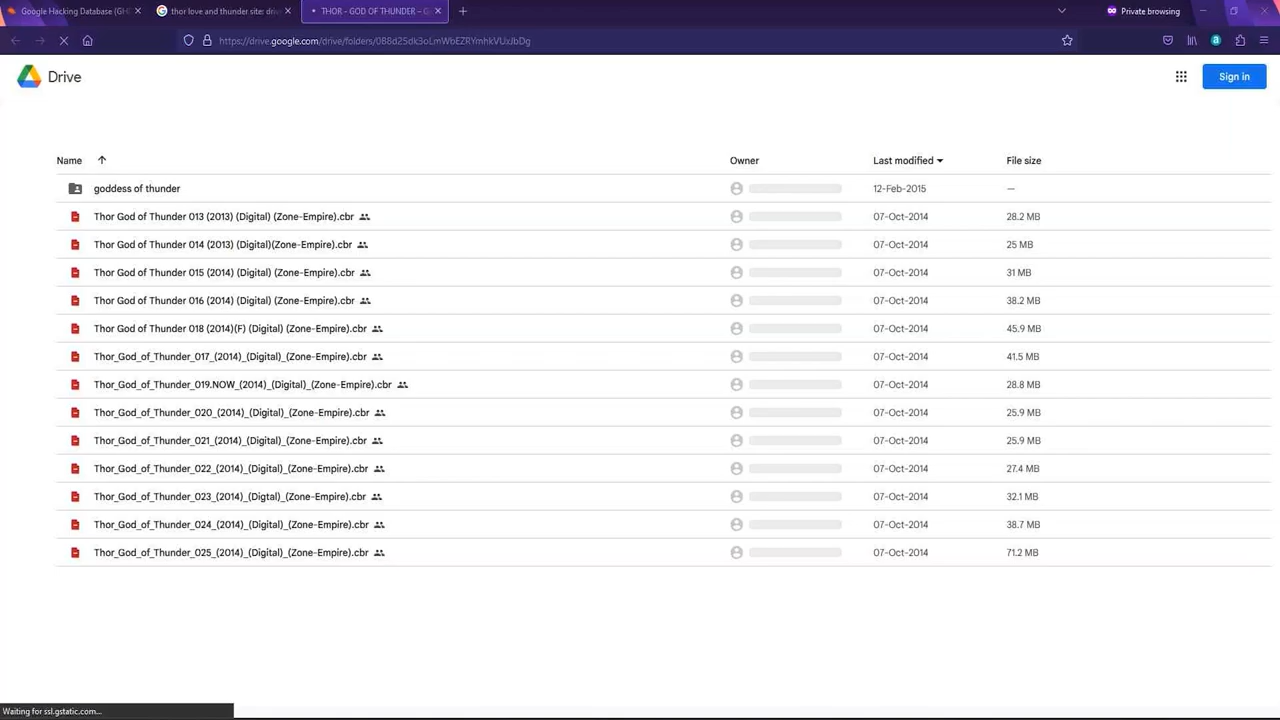 Google Hacking Database (GH
thor love and thunder site: driv
THOR - GOD OF THUNDER – G
Private browsing
https://drive.google.com/drive/folders/0B8d25dk3oLmWbEZRYmhkVUxJbDg
Drive
Sign in
Name Owner Last modified File size
goddess of thunder 12-Feb-2015 —
Thor God of Thunder 013 (2013) (Digital) (Zone-Empire).cbr 07-Oct-2014 28.2 MB
Thor God of Thunder 014 (2013) (Digital)(Zone-Empire).cbr 07-Oct-2014 25 MB
Thor God of Thunder 015 (2014) (Digital) (Zone-Empire).cbr 07-Oct-2014 31 MB
Thor God of Thunder 016 (2014) (Digital) (Zone-Empire).cbr 07-Oct-2014 38.2 MB
Thor God of Thunder 018 (2014)(F) (Digital) (Zone-Empire).cbr 07-Oct-2014 45.9 MB
Thor_God_of_Thunder_017_(2014)_(Digital)_(Zone-Empire).cbr 07-Oct-2014 41.5 MB
Thor_God_of_Thunder_019.NOW_(2014)_(Digital)_(Zone-Empire).cbr 07-Oct-2014 28.8 MB
Thor_God_of_Thunder_020_(2014)_(Digital)_(Zone-Empire).cbr 07-Oct-2014 25.9 MB
Thor_God_of_Thunder_021_(2014)_(Digital)_(Zone-Empire).cbr 07-Oct-2014 25.9 MB
Thor_God_of_Thunder_022_(2014)_(Digital)_(Zone-Empire).cbr 07-Oct-2014 27.4 MB
Thor_God_of_Thunder_023_(2014)_(Digtal)_(Zone-Empire).cbr 07-Oct-2014 32.1 MB
Thor_God_of_Thunder_024_(2014)_(Digital)_(Zone-Empire).cbr 07-Oct-2014 38.7 MB
Thor_God_of_Thunder_025_(2014)_(Digital)_(Zone-Empire).cbr 07-Oct-2014 71.2 MB
Waiting for ssl.gstatic.com...